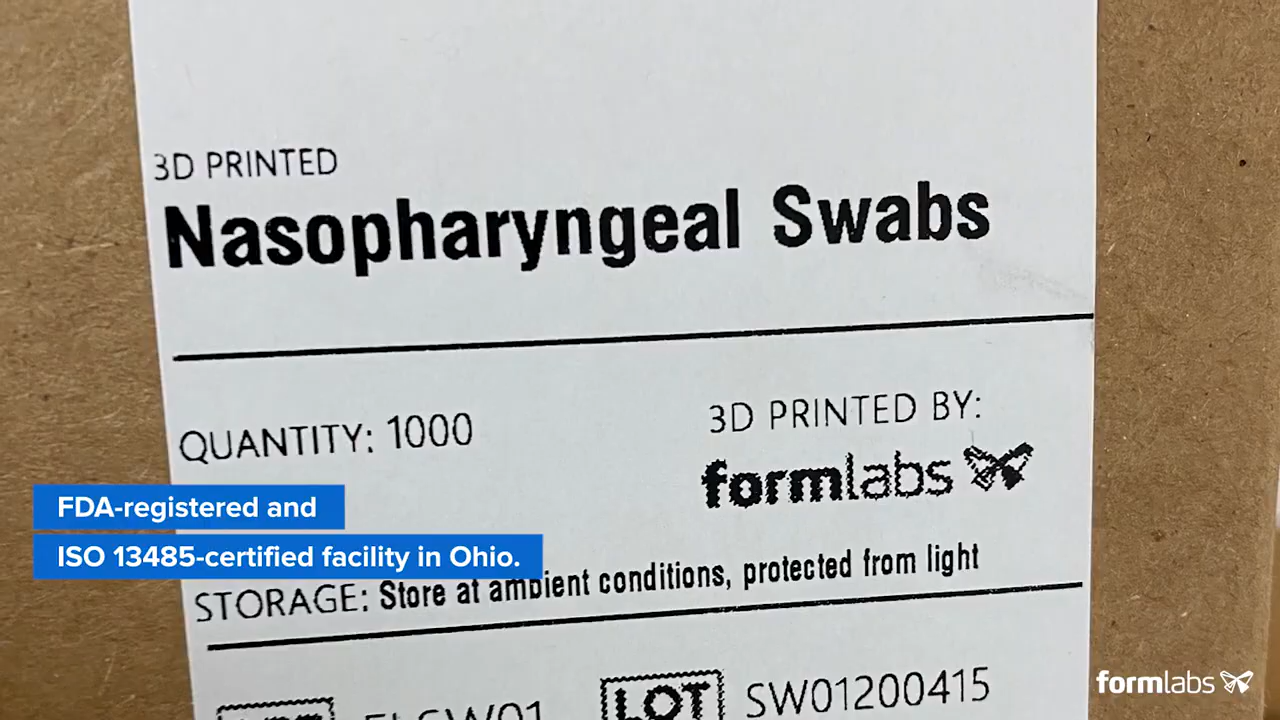 3D PRINTED
Nasopharyngeal Swabs
QUANTITY: 1000
3D PRINTED BY:
formlabs
FDA-registered and
ISO 13485-certified facility in Ohio.
STORAGE: Store at ambient conditions, protected from light
LOT SW01200415
formlabs